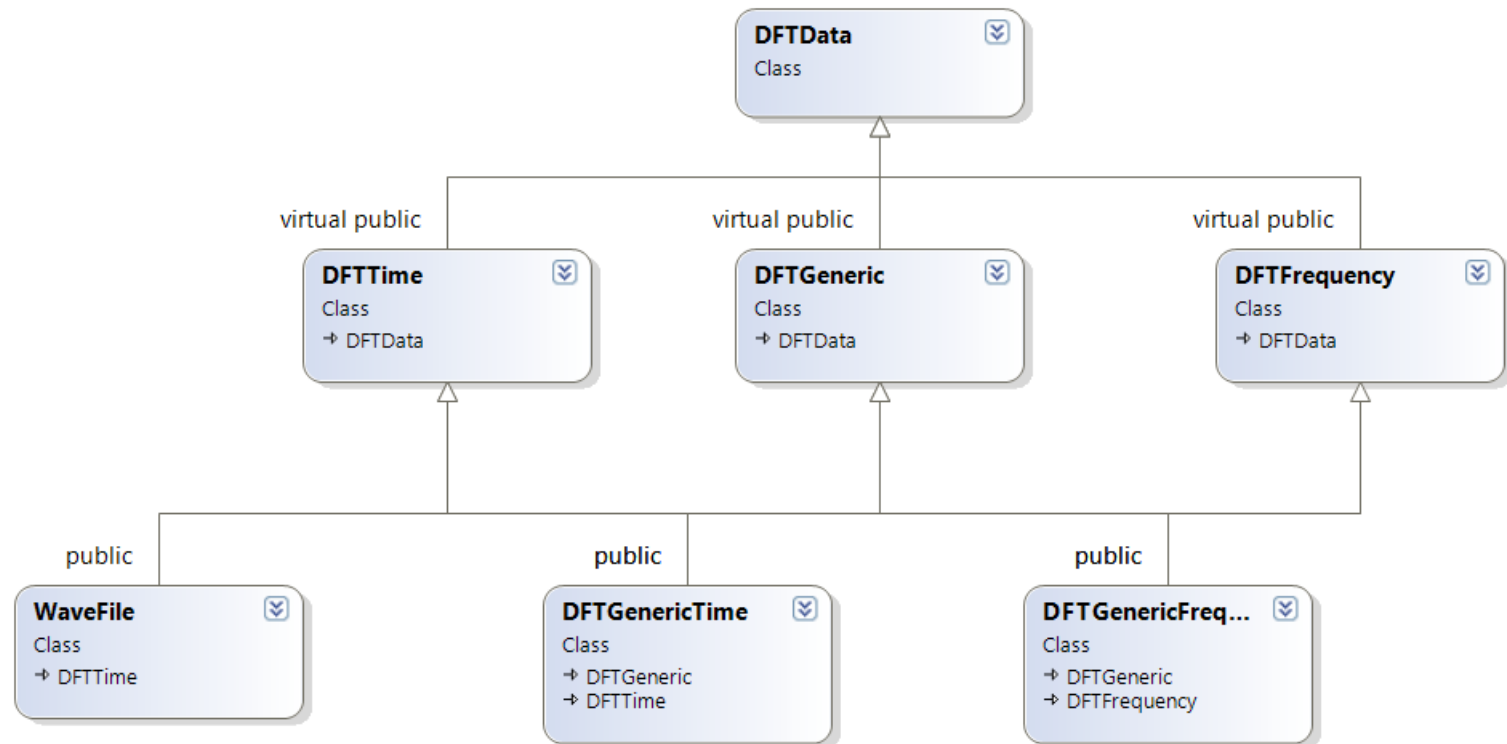 DFTData
Class
virtual public
virtual public
virtual public
DFTTime
Class
DFTData
DFTGeneric
Class
DFTData
DFTFrequency
Class
DFTData
public
public
public
WaveFile
Class
DFTTime
DFTGenericTime
Class
DFTGeneric
DFTTime
DFTGenericFreq...
Class
DFTGeneric
DFTFrequency